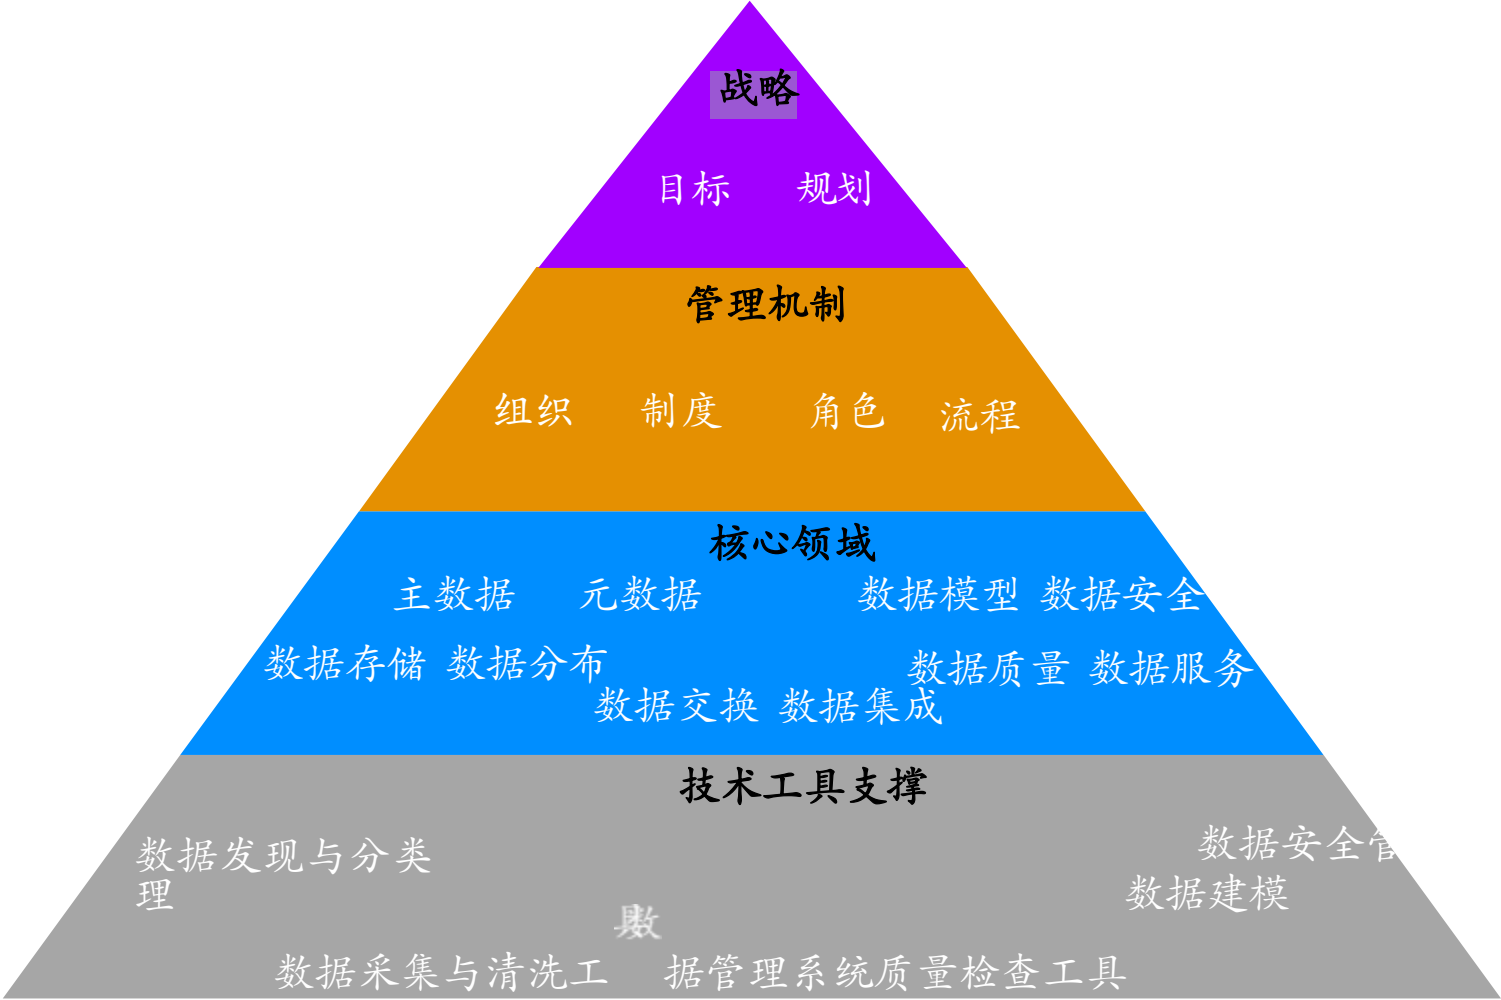 战略
目标 规划
管理机制
组织 制度 角色 流程
核心领域
主数据 元数据 数据模型 数据安全
数据存储 数据分布 数据质量 数据服务
数据交换 数据集成
技术工具支撑
数据发现与分类 数据安全管
理 数据建模
数据采集与清洗工 据管理系统质量检查工具